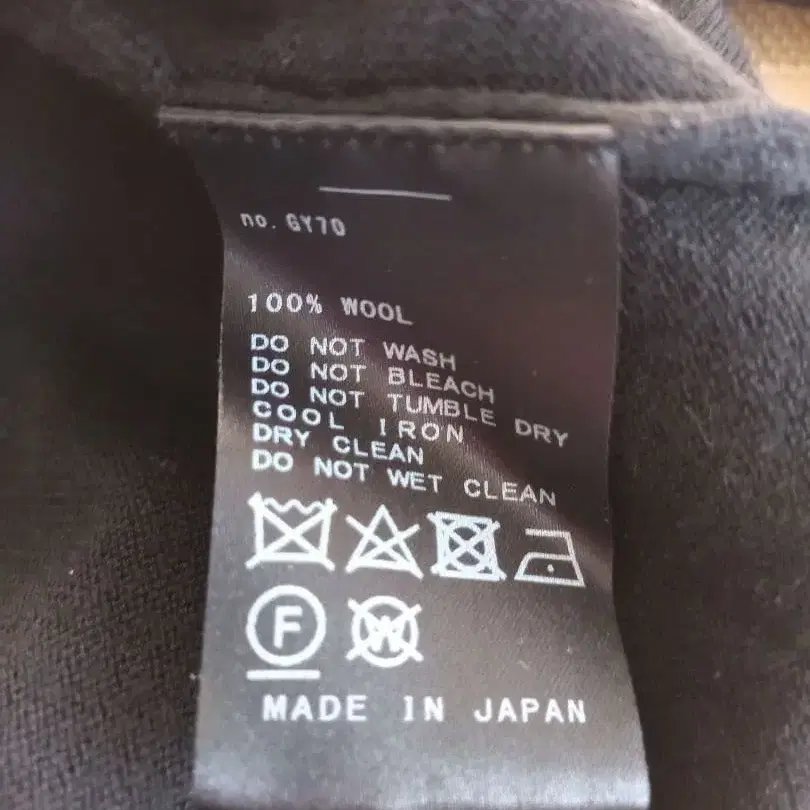 no. GY70
100% WOOL
DO NOT WASH
DO NOT BLEACH
DO NOT TUMBLE DRY
COOL IRON
DRY CLEAN
DO NOT WET CLEAN
F W
MADE IN JAPAN